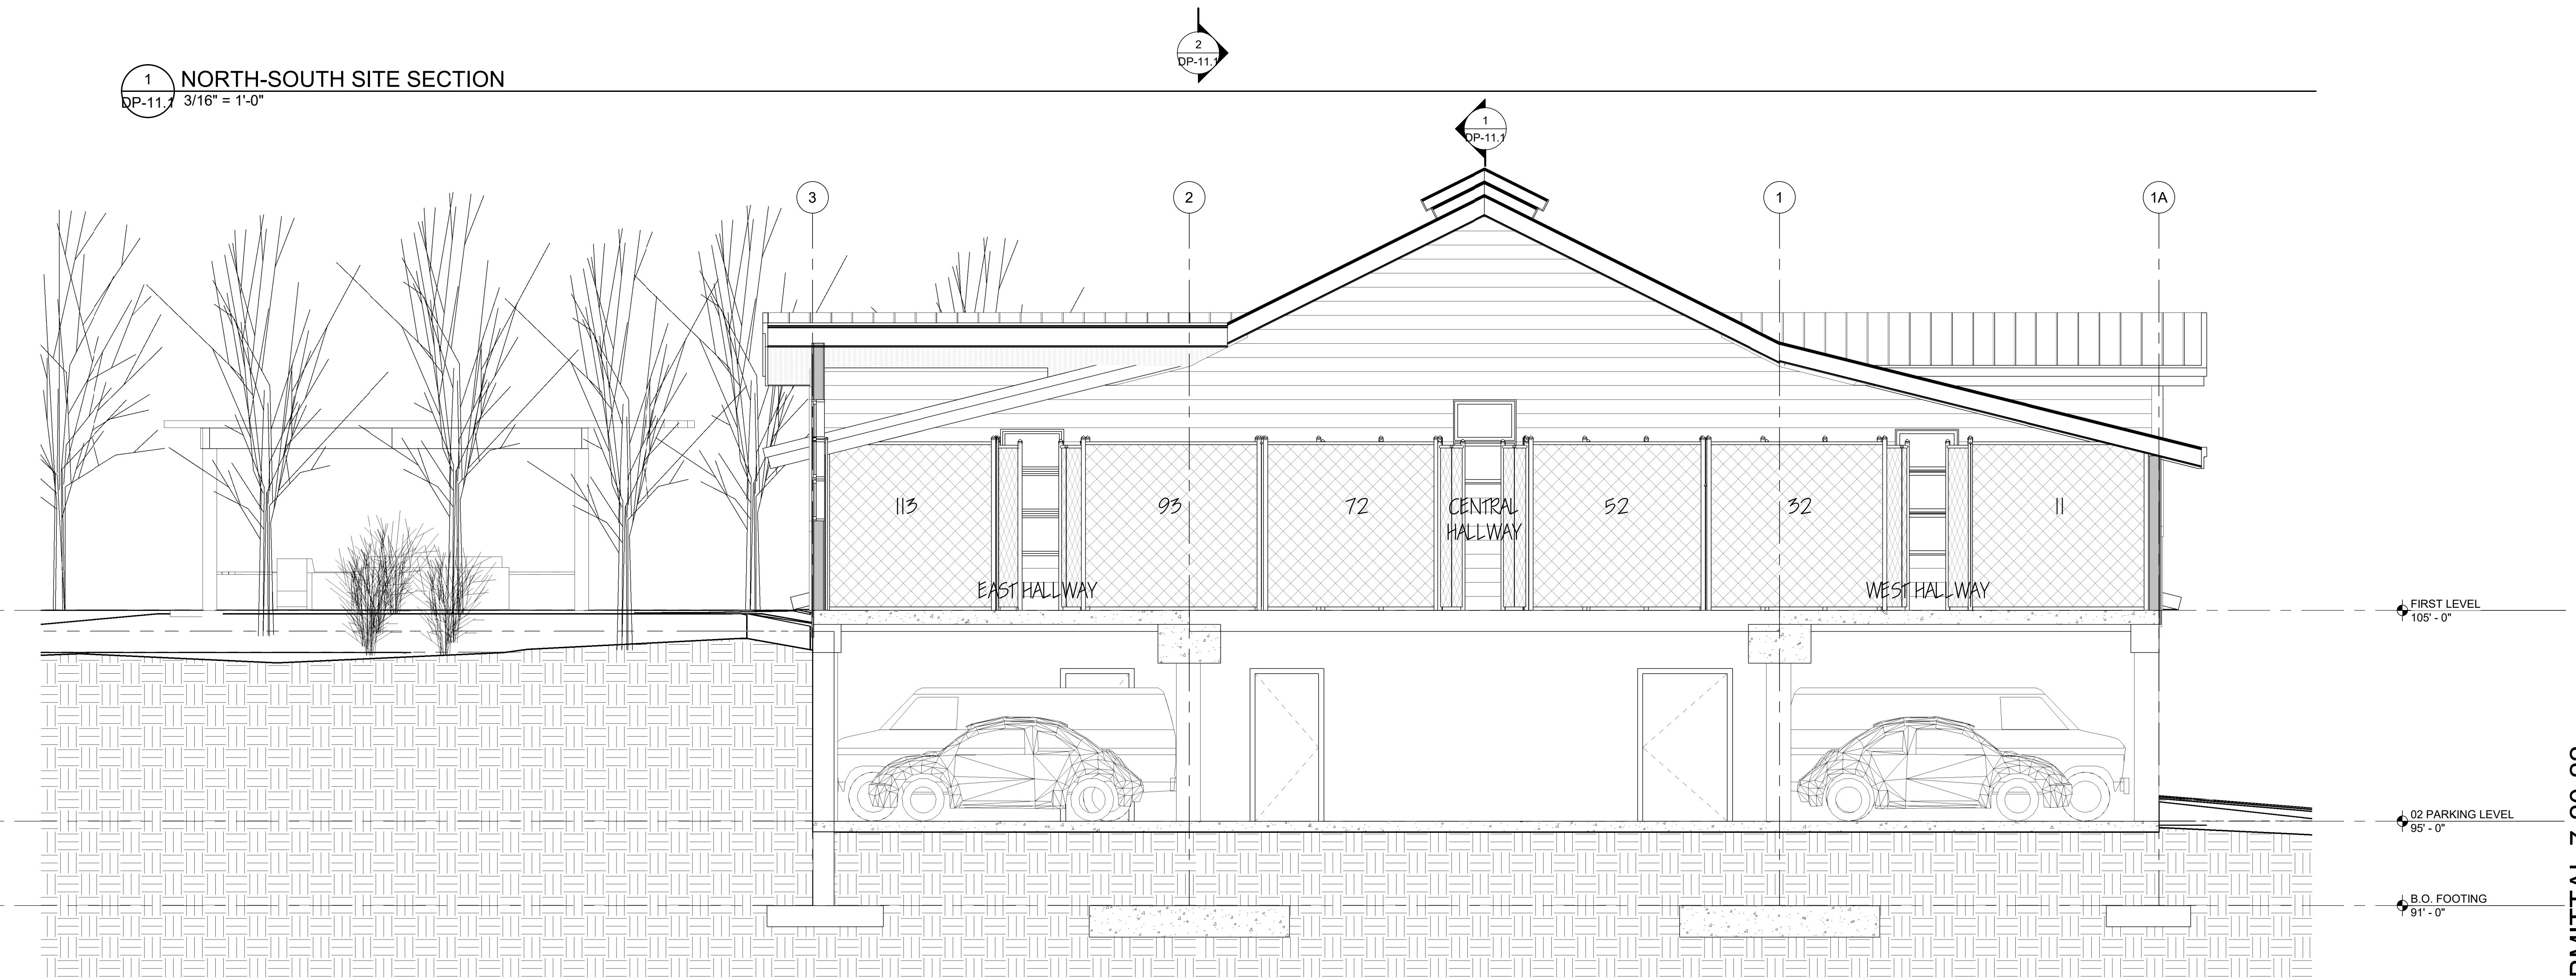 2
DP-11.1
1
NORTH-SOUTH SITE SECTION
DP-11.1
3/16" = 1'-0"
1
DP-11.1
3
2
1
1A
113
93
72
CENTRAL
HALLWAY
52
32
11
EAST HALLWAY
WEST HALLWAY
FIRST LEVEL
105' - 0"
02 PARKING LEVEL
95' - 0"
B.O. FOOTING
91' - 0"